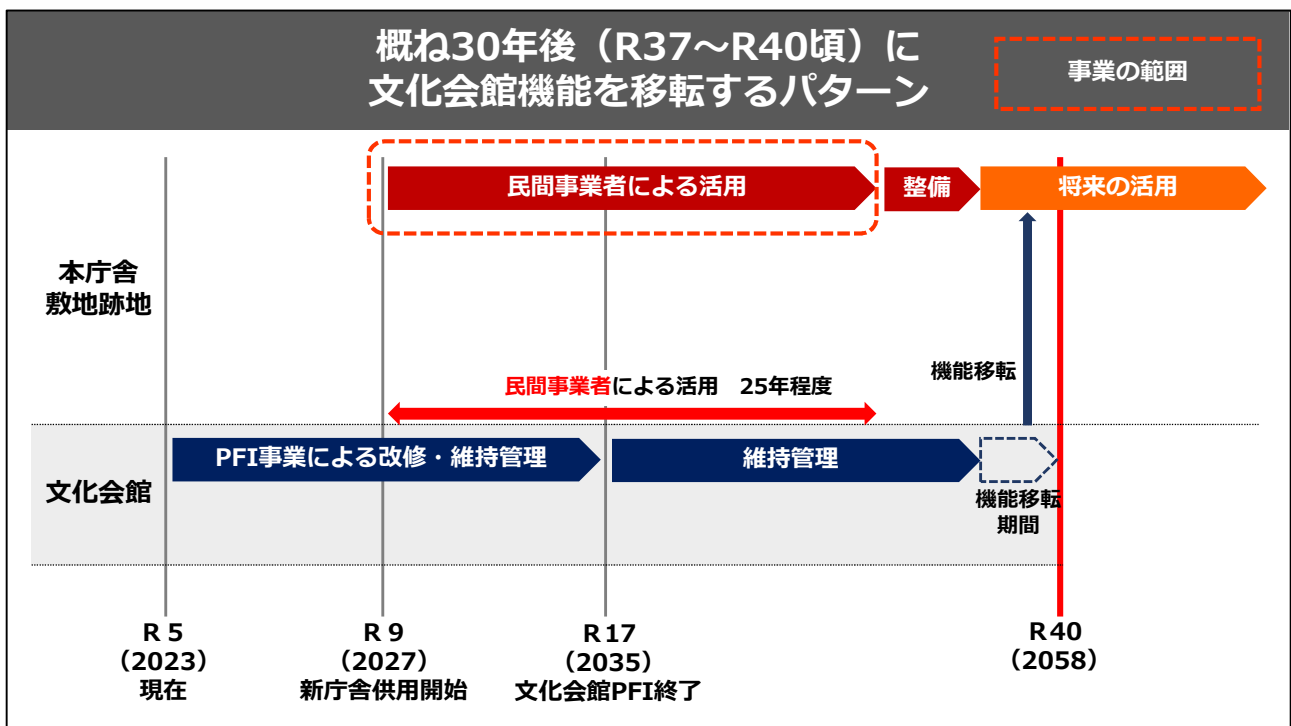 概ね30年後（R37～R40頃）に
文化会館機能を移転するパターン
事業の範囲
民間事業者による活用
整備
将来の活用
本庁舎
敷地跡地
機能移転
民間事業者による活用　25年程度
PFI事業による改修・維持管理
維持管理
文化会館
機能移転
期間
R５
（2023）
現在
R９
（2027）
新庁舎供用開始
R17
（2035）
文化会館PFI終了
R40
（2058）